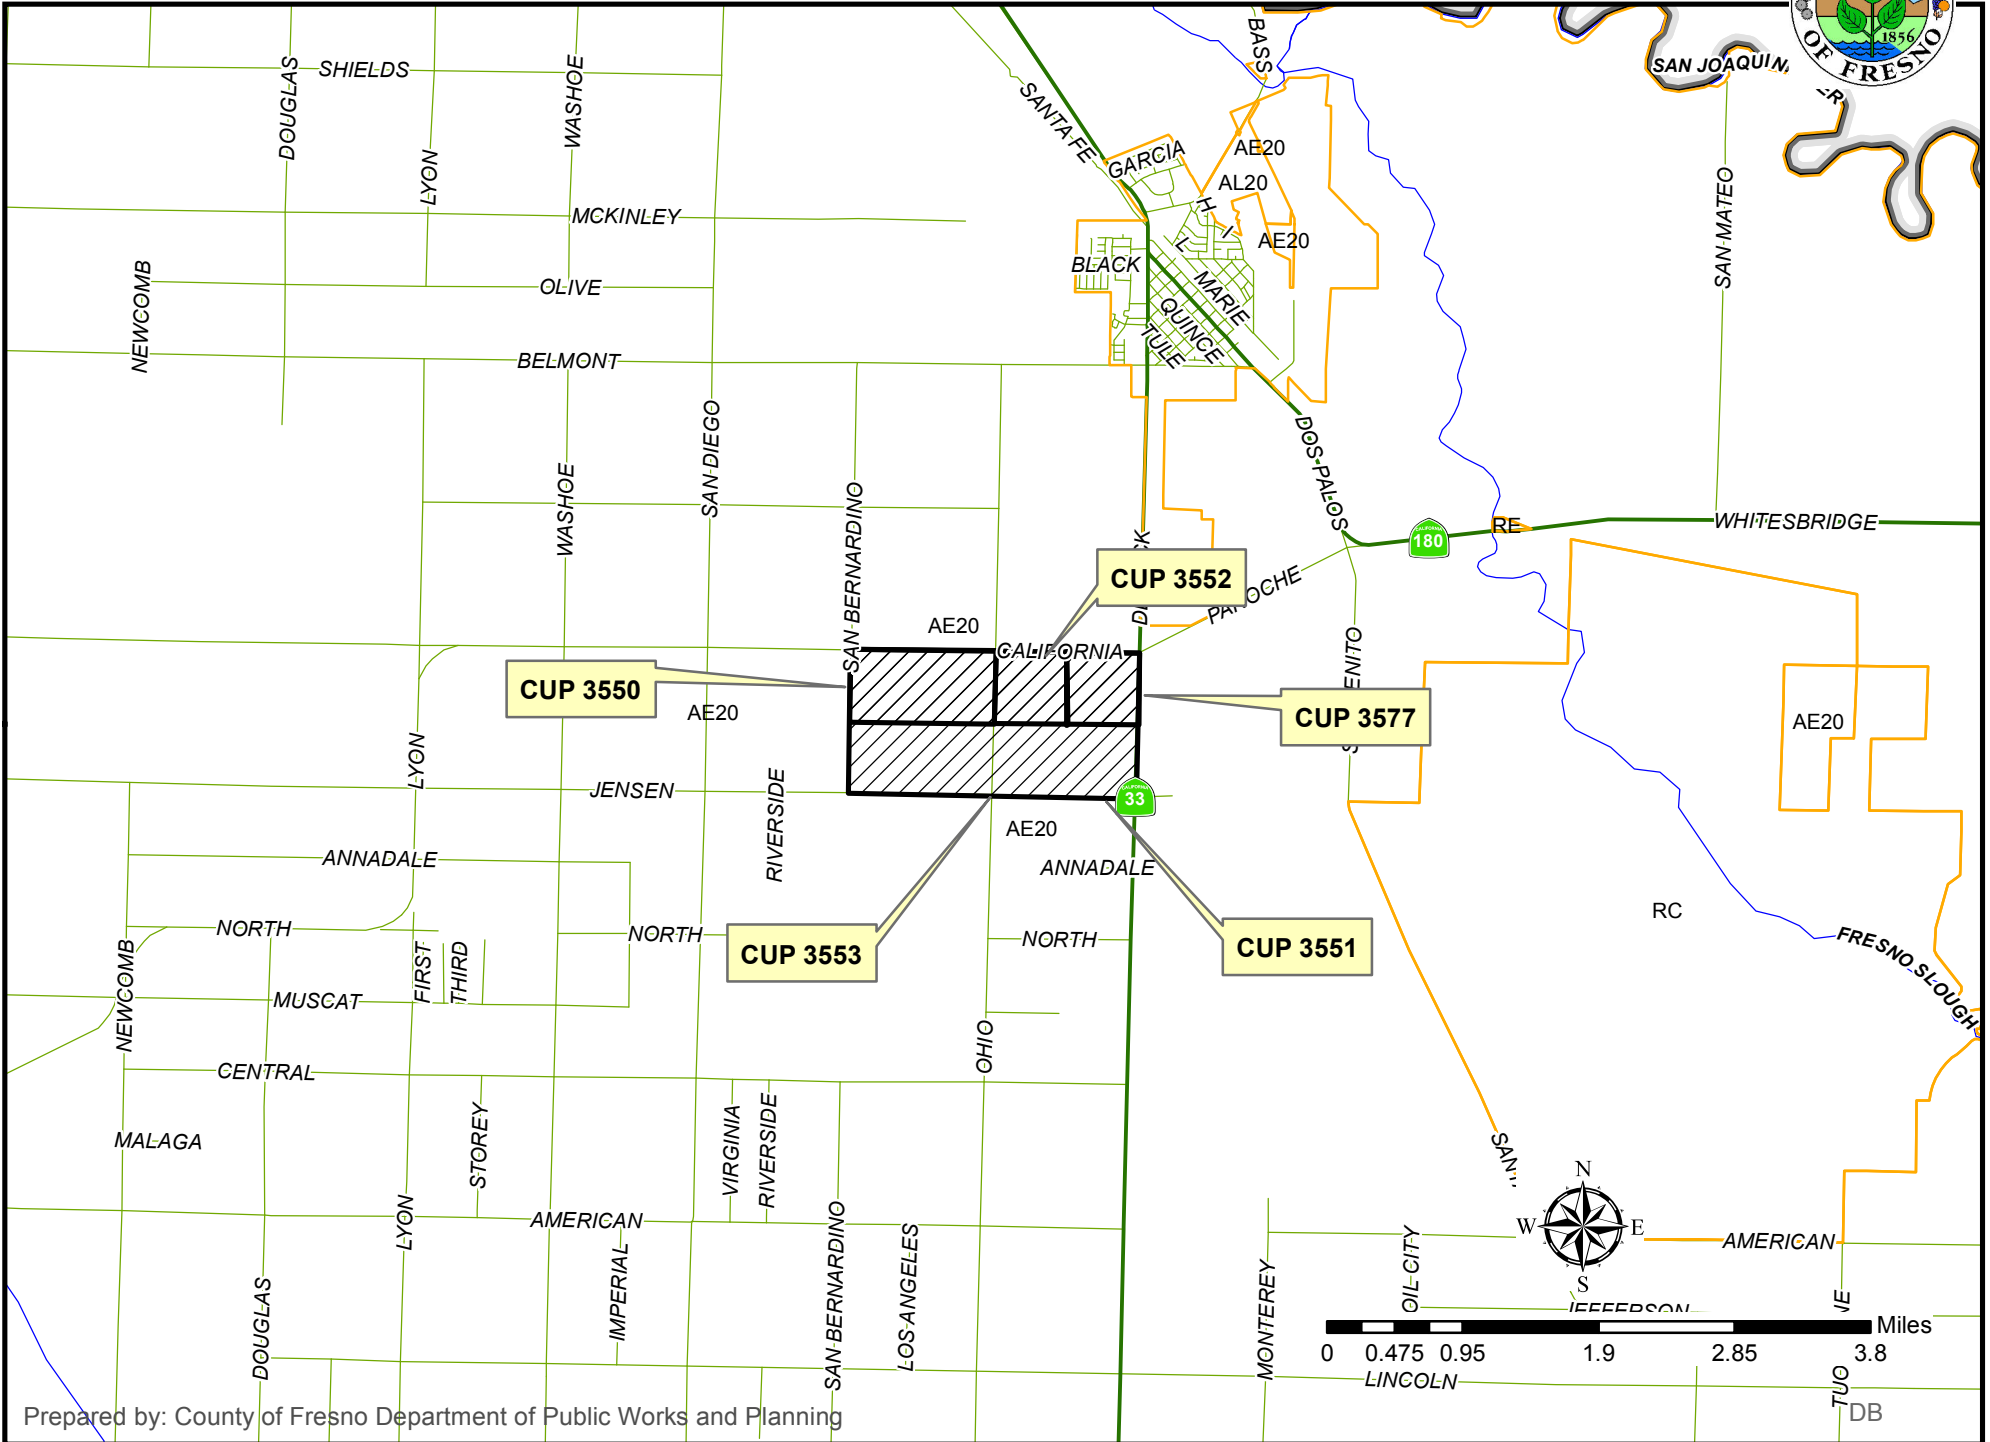 1856
OF FRESNO
SHIELDS
DOUGLAS
LYON
WASHOE
SANTA FE
BASS
SAN JOAQUIN
GARCIA
AE20
AL20
HILL
AE20
SAN MATEO
MCKINLEY
NEWCOMB
OLIVE
BLACK
MARIE
QUINCE
TULE
BELMONT
WASHOE
SAN DIEGO
SAN BERNARDINO
DOS PALOS
180
RE
WHITESBRIDGE
CUP 3552
AE20
CALIFORNIA
CUP 3550
AE20
CUP 3577
AE20
LYON
JENSEN
RIVERSIDE
33
AE20
ANNADALE
ANNADALE
RC
NORTH
NORTH
NORTH
CUP 3553
CUP 3551
FRESNO SLOUGH
NEWCOMB
FIRST
THIRD
MUSCAT
OHIO
CENTRAL
MALAGA
STOREY
VIRGINIA
RIVERSIDE
N
W
E
S
LYON
AMERICAN
AMERICAN
DOUGLAS
IMPERIAL
SAN BERNARDINO
LOS ANGELES
MONTEREY
OIL CITY
JEFFERSON
Miles
0 0.475 0.95 1.9 2.85 3.8
LINCOLN
Prepared by: County of Fresno Department of Public Works and Planning
DB